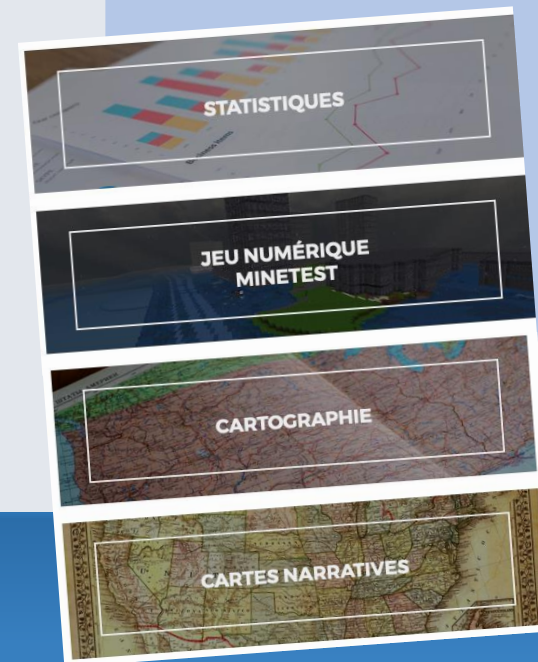 STATISTIQUES
JEU NUMÉRIQUE
MINETEST
CARTOGRAPHIE
CARTES NARRATIVES